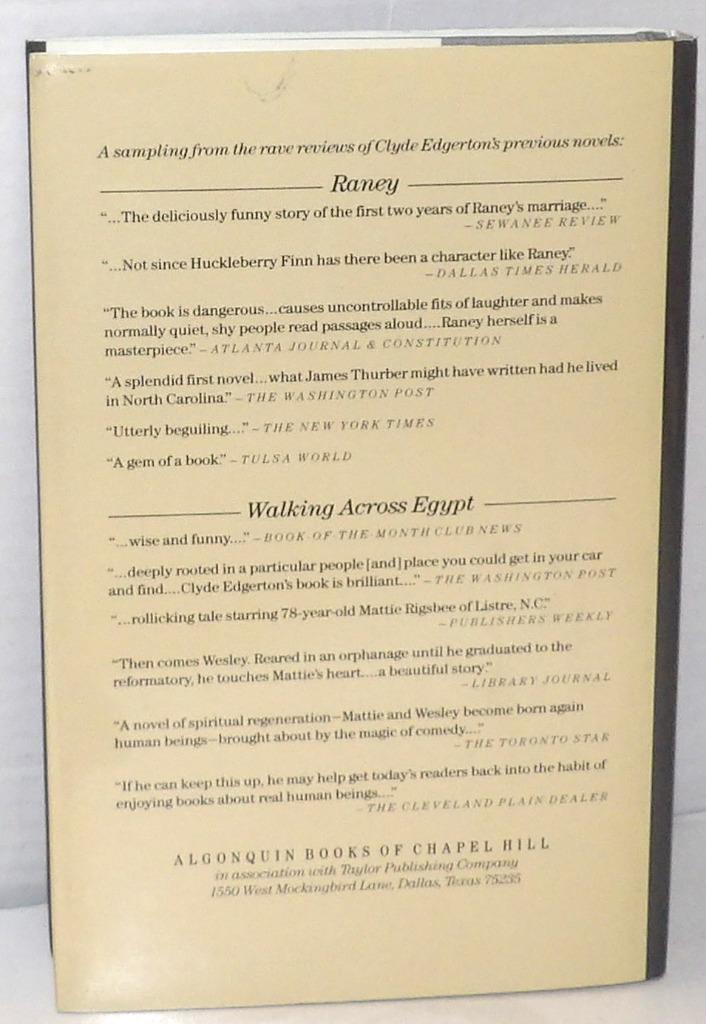 A sampling from the rave reviews of Clyde Edgerton's previous novels:
Raney
"...The deliciously funny story of the first two years of Raney's marriage...."
– SEWANEE REVIEW
"...Not since Huckleberry Finn has there been a character like Raney."
– DALLAS TIMES HERALD
"The book is dangerous...causes uncontrollable fits of laughter and makes
normally quiet, shy people read passages aloud....Raney herself is a
masterpiece." – ATLANTA JOURNAL & CONSTITUTION
"A splendid first novel...what James Thurber might have written had he lived
in North Carolina." – THE WASHINGTON POST
"Utterly beguiling...." – THE NEW YORK TIMES
"A gem of a book." – TULSA WORLD
Walking Across Egypt
"...wise and funny...." – BOOK-OF-THE-MONTH CLUB NEWS
"...deeply rooted in a particular people [and] place you could get in your car
and find....Clyde Edgerton's book is brilliant...." – THE WASHINGTON POST
"...rollicking tale starring 78-year-old Mattie Rigsbee of Listre, N.C."
– PUBLISHERS WEEKLY
"Then comes Wesley. Reared in an orphanage until he graduated to the
reformatory, he touches Mattie's heart....a beautiful story."
– LIBRARY JOURNAL
"A novel of spiritual regeneration—Mattie and Wesley become born again
human beings—brought about by the magic of comedy...."
– THE TORONTO STAR
"If he can keep this up, he may help get today's readers back into the habit of
enjoying books about real human beings...."
– THE CLEVELAND PLAIN DEALER
ALGONQUIN BOOKS OF CHAPEL HILL
in association with Taylor Publishing Company
1550 West Mockingbird Lane, Dallas, Texas 75235